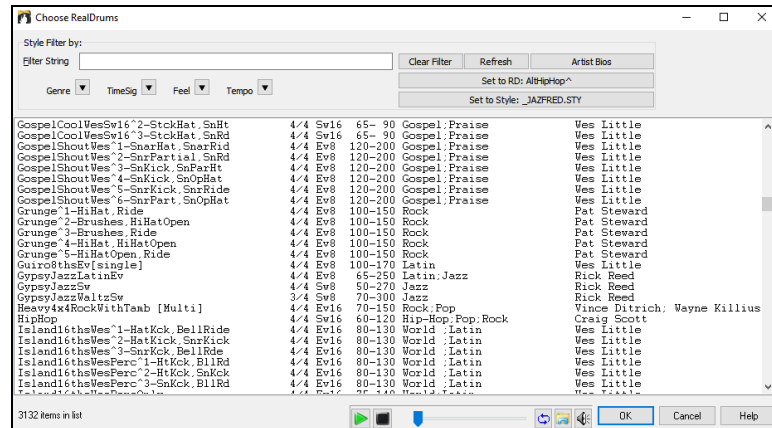 Choose RealDrums
Style Filter by:
Filter String
Clear Filter Refresh Artist Bios
Genre TimeSig Feel Tempo
Set to RD: AltHipHop^
Set to Style: _JAZFRED.STY
GospelCoolWesSw16^2-StckHat,SnHt 4/4 Sw16 65- 90 Gospel;Praise Wes Little
GospelCoolWesSw16^3-StckHat,SnRd 4/4 Sw16 65- 90 Gospel;Praise Wes Little
GospelShoutWes^1-SnarHat,SnarRid 4/4 Ev8 120-200 Gospel;Praise Wes Little
GospelShoutWes^2-SnrPartial,SnRd 4/4 Ev8 120-200 Gospel;Praise Wes Little
GospelShoutWes^3-SnKick,SnParHt 4/4 Ev8 120-200 Gospel;Praise Wes Little
GospelShoutWes^4-SnKick,SnOpHat 4/4 Ev8 120-200 Gospel;Praise Wes Little
GospelShoutWes^5-SnrKick,SnrRide 4/4 Ev8 120-200 Gospel;Praise Wes Little
GospelShoutWes^6-SnrPart,SnOpHat 4/4 Ev8 120-200 Gospel;Praise Wes Little
Grunge^1-HiHat,Ride 4/4 Ev8 100-150 Rock Pat Steward
Grunge^2-Brushes,HiHatOpen 4/4 Ev8 100-150 Rock Pat Steward
Grunge^3-Brushes,Ride 4/4 Ev8 100-150 Rock Pat Steward
Grunge^4-HiHat,HiHatOpen 4/4 Ev8 100-150 Rock Pat Steward
Grunge^5-HiHatOpen,Ride 4/4 Ev8 100-150 Rock Pat Steward
Guiro8thsEv[single] 4/4 Ev8 100-170 Latin Wes Little
GypsyJazzLatinEv 4/4 Ev8 65-250 Latin;Jazz Rick Reed
GypsyJazzSw 4/4 Sw8 50-270 Jazz Rick Reed
GypsyJazzWaltzSw 3/4 Sw8 70-300 Jazz Rick Reed
Heavy4x4RockWithTamb [Multi] 4/4 Ev16 70-150 Rock;Pop Vince Ditrich; Wayne Killius
HipHop 4/4 Sw16 60-120 Hip-Hop;Pop;Rock Craig Scott
Island16thsWes^1-HatKck,BellRide 4/4 Ev16 80-130 World ;Latin Wes Little
Island16thsWes^2-HatKick,SnrKick 4/4 Ev16 80-130 World ;Latin Wes Little
Island16thsWes^3-SnrKck,BellRde 4/4 Ev16 80-130 World ;Latin Wes Little
Island16thsWesPerc^1-HtKck,BllRd 4/4 Ev16 80-130 World ;Latin Wes Little
Island16thsWesPerc^2-HtKck,SnKck 4/4 Ev16 80-130 World ;Latin Wes Little
Island16thsWesPerc^3-SnKck,BllRd 4/4 Ev16 80-130 World ;Latin Wes Little
3132 items in list
OK Cancel Help